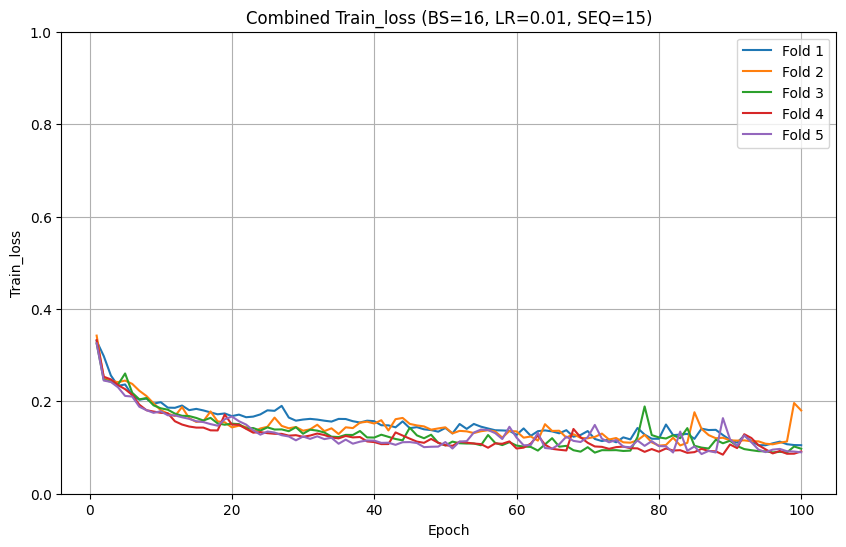 Combined Train_loss (BS=16, LR=0.01, SEQ=15)
1.0
0.8
0.6
0.4
0.2
0.0
Train_loss
0
20
40
60
80
100
Epoch
Fold 1
Fold 2
Fold 3
Fold 4
Fold 5